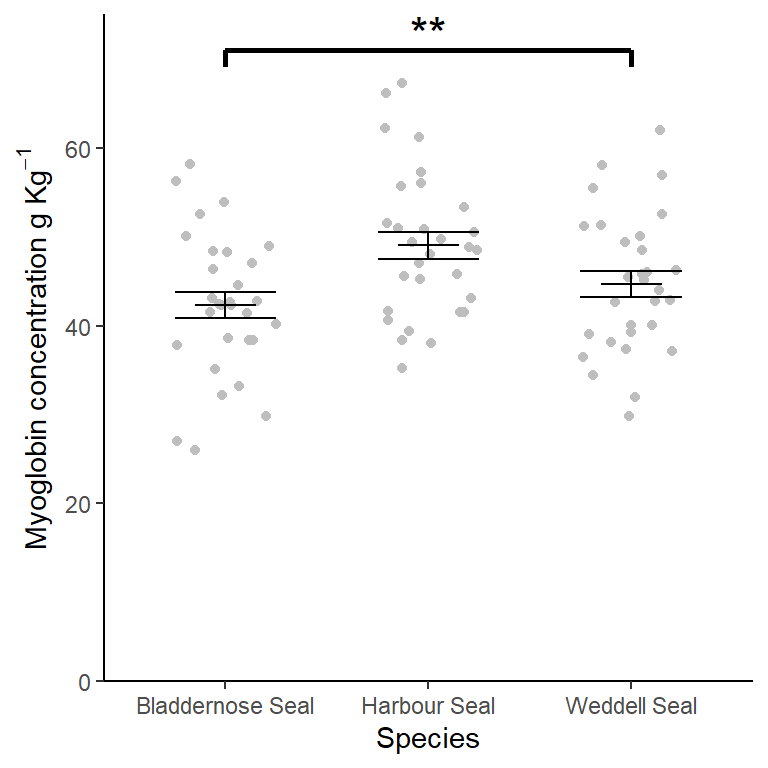 **
Myoglobin concentration g Kg⁻¹
60
40
20
0
Bladdernose Seal
Harbour Seal
Weddell Seal
Species